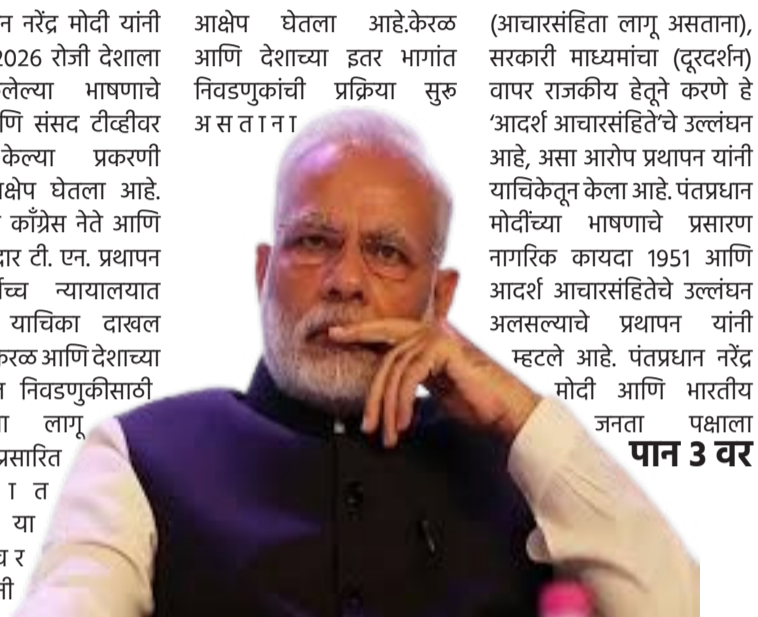 न नरेंद्र मोदी यांनी
2026 रोजी देशाला
लेल्या भाषणाचे
णि संसद टीव्हीवर
केल्या प्रकरणी
क्षेप घेतला आहे.
काँग्रेस नेते आणि
दार टी. एन. प्रथापन
च्च न्यायालयात
याचिका दाखल
करळ आणि देशाच्या
निवडणुकीसाठी
लागू
प्रसारित
ा त
या
च र
नी
आक्षेप घेतला आहे.केरळ
आणि देशाच्या इतर भागांत
निवडणुकांची प्रक्रिया सुरू
असताना
(आचारसंहिता लागू असताना),
सरकारी माध्यमांचा (दूरदर्शन)
वापर राजकीय हेतूने करणे हे
‘आदर्श आचारसंहिते’चे उल्लंघन
आहे, असा आरोप प्रथापन यांनी
याचिकेतून केला आहे. पंतप्रधान
मोदींच्या भाषणाचे प्रसारण
नागरिक कायदा 1951 आणि
आदर्श आचारसंहितेचे उल्लंघन
अलसल्याचे प्रथापन यांनी
म्हटले आहे. पंतप्रधान नरेंद्र
मोदी आणि भारतीय
जनता पक्षाला
पान 3 वर